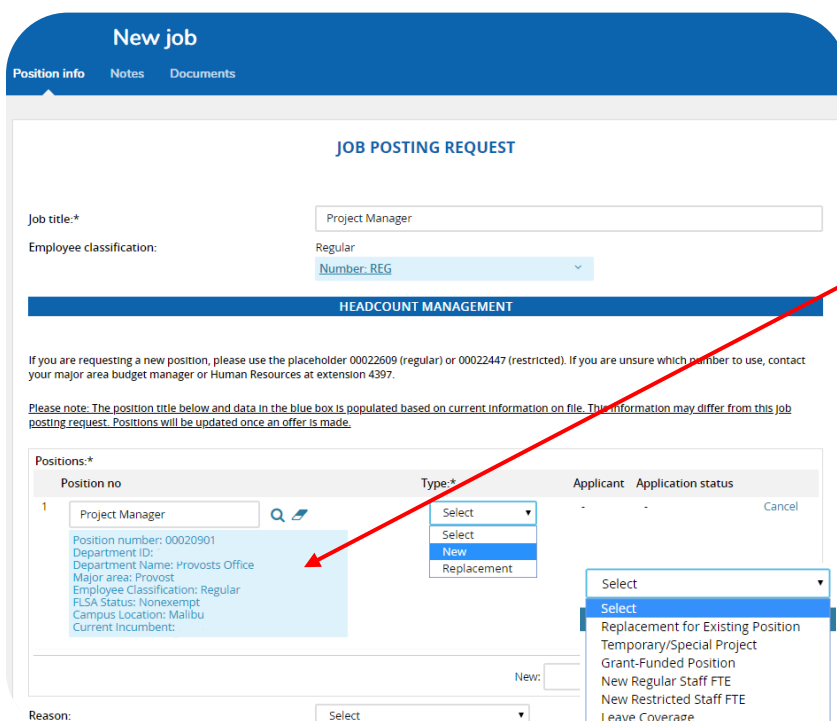 New job
Position info Notes Documents
JOB POSTING REQUEST
Job title:* Project Manager
Employee classification: Regular
Number: REG
HEADCOUNT MANAGEMENT
If you are requesting a new position, please use the placeholder 00022609 (regular) or 00022447 (restricted). If you are unsure which number to use, contact
your major area budget manager or Human Resources at extension 4397.
Please note: The position title below and data in the blue box is populated based on current information on file. This information may differ from this job
posting request. Positions will be updated once an offer is made.
Positions:*
Position no Type:* Applicant Application status
1 Project Manager Select - - Cancel
Position number: 00020901
Department ID:
Department Name: Provosts Office
Major area: Provost
Employee Classification: Regular
FLSA Status: Nonexempt
Campus Location: Malibu
Current Incumbent:
Select
New
Replacement
Select
Select
Replacement for Existing Position
Temporary/Special Project
Grant-Funded Position
New Regular Staff FTE
New Restricted Staff FTE
Leave Coverage
New:
Reason: Select